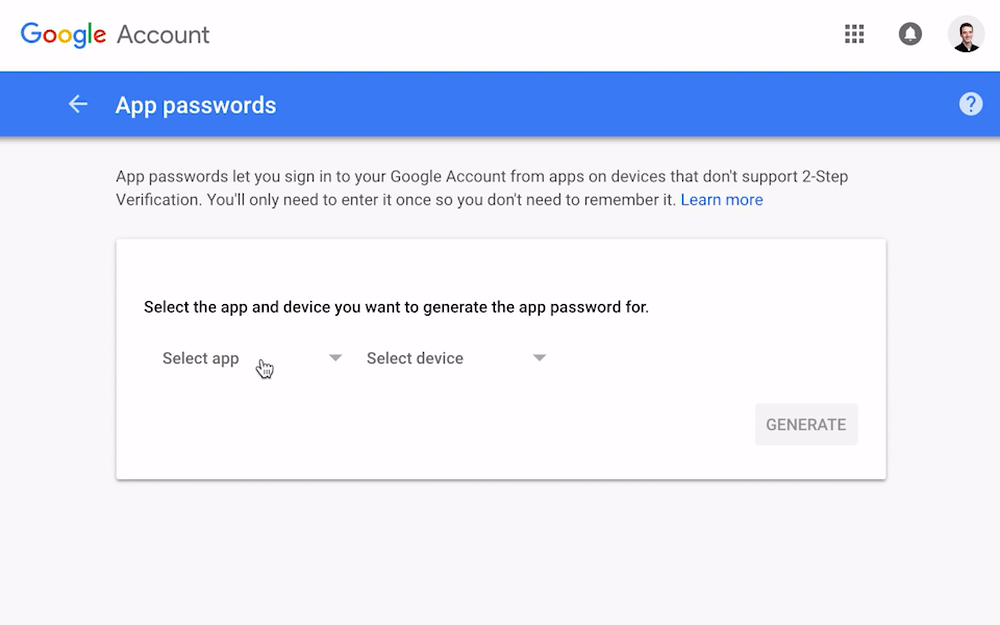 Google Account
App passwords
App passwords let you sign in to your Google Account from apps on devices that don't support 2-Step
Verification. You'll only need to enter it once so you don't need to remember it. Learn more
Select the app and device you want to generate the app password for.
Select app Select device
GENERATE